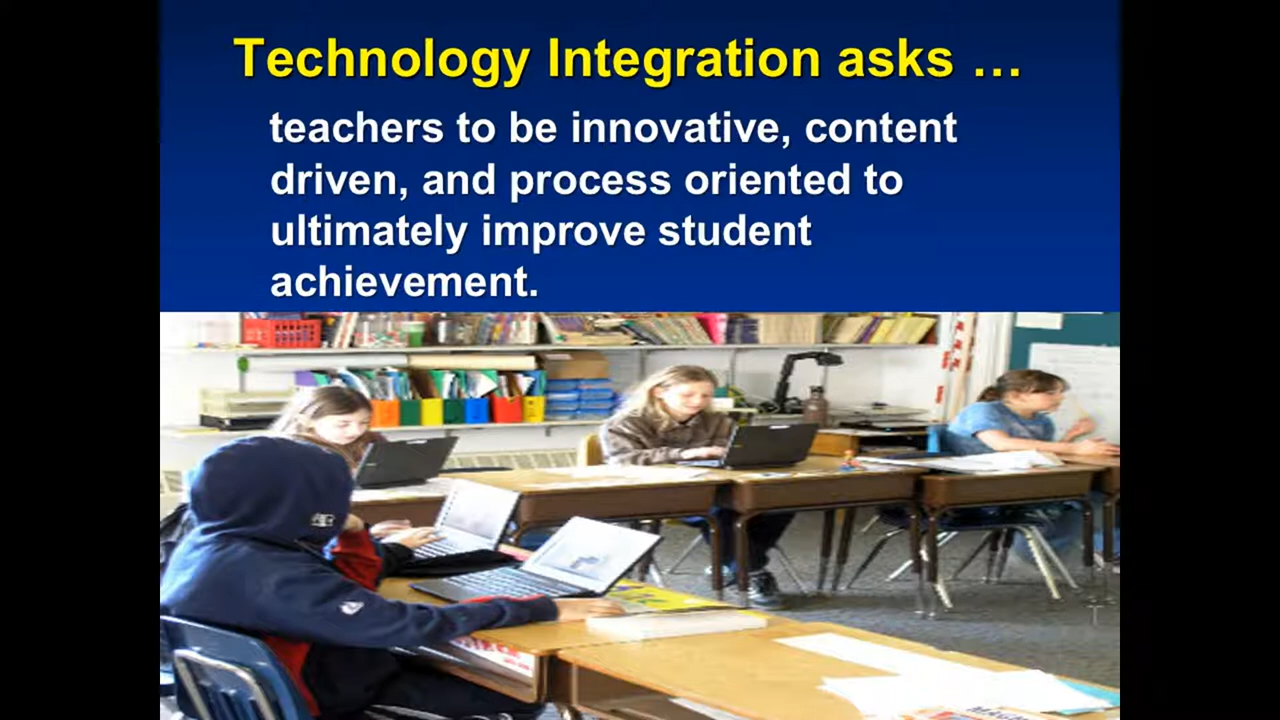 Technology Integration asks …
teachers to be innovative, content
driven, and process oriented to
ultimately improve student
achievement.